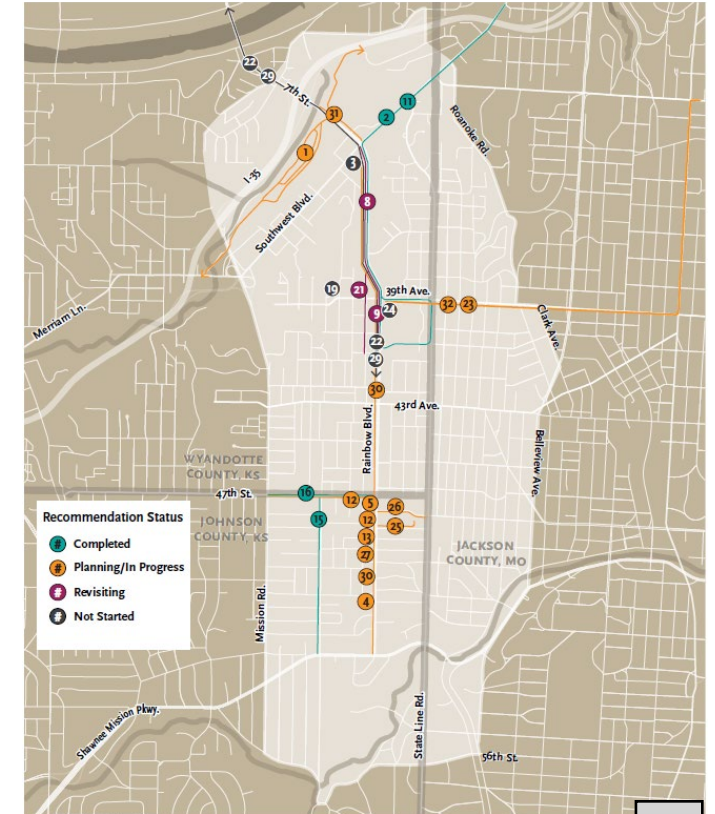 22
29
7th St.
31
11
2
Roanoke Rd.
1
3
I-35
8
Southwest Blvd.
19
21
39th Ave.
32
23
9
24
Merriam Ln.
Clark Ave.
22
29
30
43rd Ave.
Rainbow Blvd.
Belleview Ave.
WYANDOTTE
COUNTY, KS
47th St.
16
12
5
26
Recommendation Status
# Completed
# Planning/In Progress
# Revisiting
# Not Started
JOHNSON
COUNTY, KS
15
12
25
13
27
JACKSON
COUNTY, MO
30
4
Mission Rd.
Shawnee Mission Pkwy.
State Line Rd.
56th St.